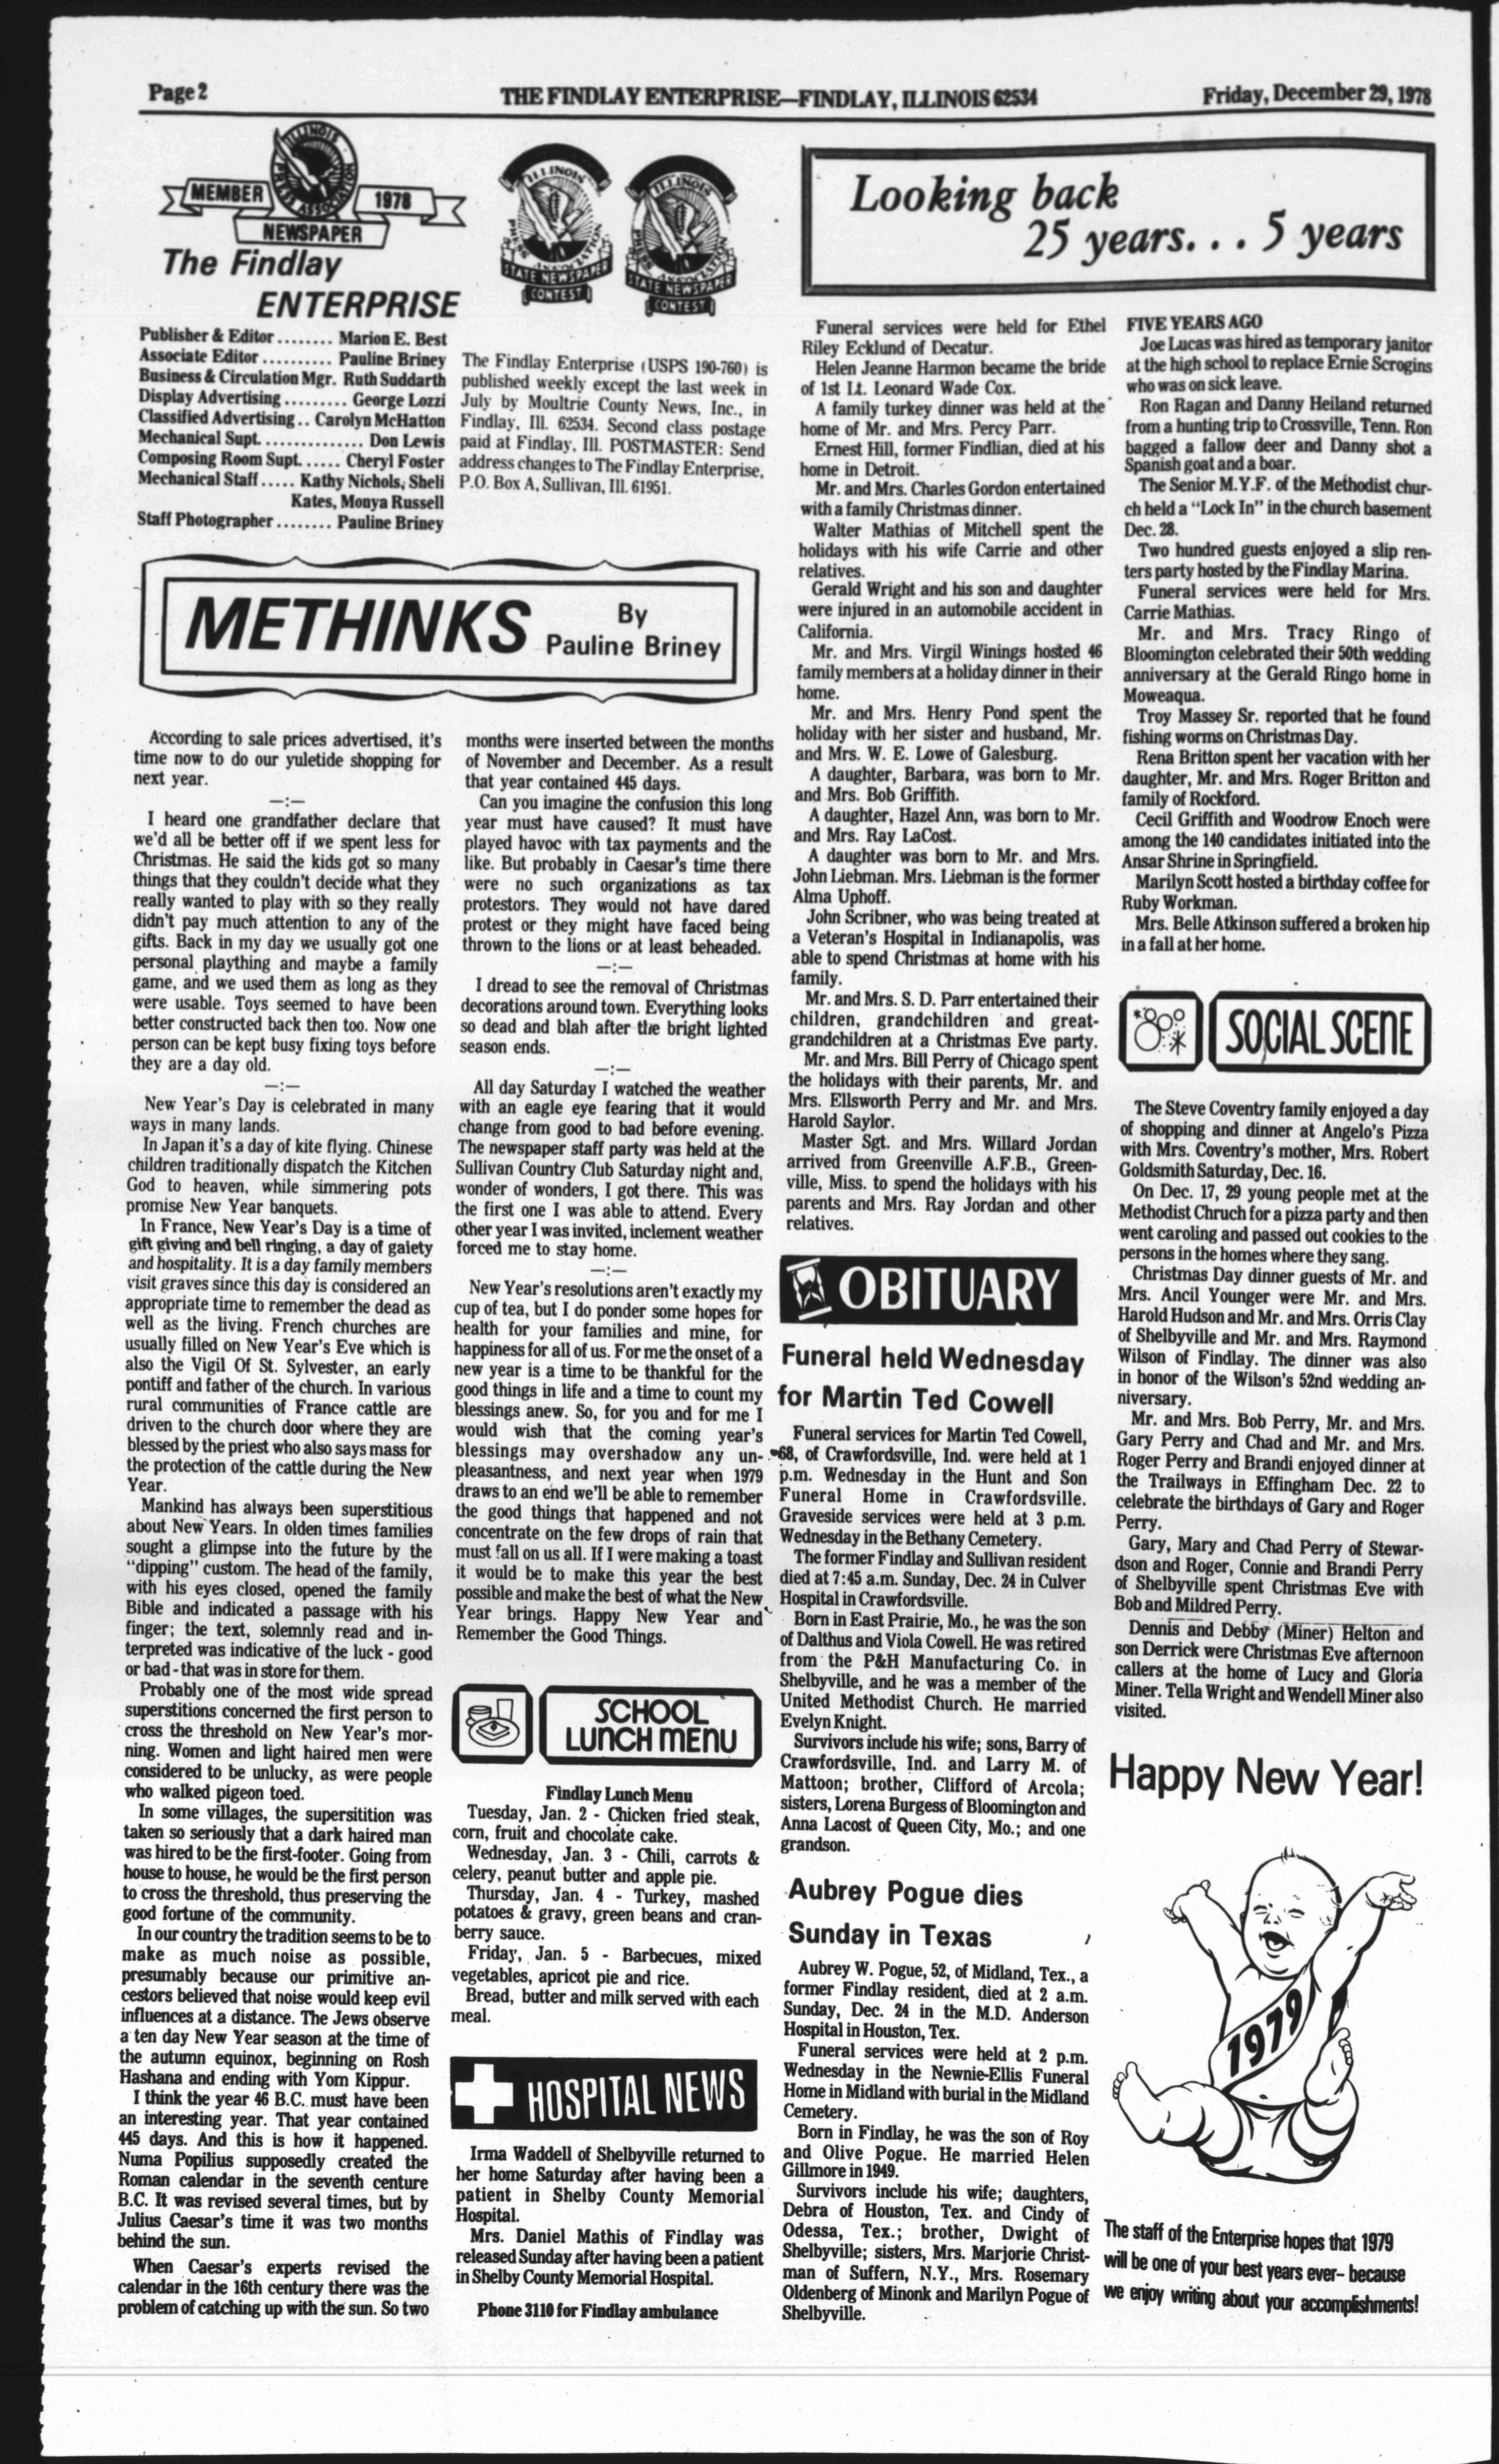 Page 2
THE FINDLAY ENTERPRISE—FINDLAY, ILLINOIS 62534
Friday, December 29, 1978
ILLINOIS
PRESS ASSOCIATION
MEMBER
1978
NEWSPAPER
The Findlay
ENTERPRISE
Publisher & Editor ........ Marion E. Best
Associate Editor .......... Pauline Briney
Business & Circulation Mgr. Ruth Suddarth
Display Advertising ......... George Lozzi
Classified Advertising .. Carolyn McHatton
Mechanical Supt. .............. Don Lewis
Composing Room Supt. ..... Cheryl Foster
Mechanical Staff ..... Kathy Nichols, Sheli
Kates, Monya Russell
Staff Photographer ........ Pauline Briney
ILLINOIS
PRESS ASSOCIATION
STATE NEWSPAPER
CONTEST
ILLINOIS
PRESS ASSOCIATION
STATE NEWSPAPER
CONTEST
The Findlay Enterprise (USPS 190-760) is
published weekly except the last week in
July by Moultrie County News, Inc., in
Findlay, Ill. 62534. Second class postage
paid at Findlay, Ill. POSTMASTER: Send
address changes to The Findlay Enterprise,
P.O. Box A, Sullivan, Ill. 61951.
METHINKS
By
Pauline Briney
According to sale prices advertised, it's
time now to do our yuletide shopping for
next year.
—:—
I heard one grandfather declare that
we'd all be better off if we spent less for
Christmas. He said the kids got so many
things that they couldn't decide what they
really wanted to play with so they really
didn't pay much attention to any of the
gifts. Back in my day we usually got one
personal plaything and maybe a family
game, and we used them as long as they
were usable. Toys seemed to have been
better constructed back then too. Now one
person can be kept busy fixing toys before
they are a day old.
—:—
New Year's Day is celebrated in many
ways in many lands.
In Japan it's a day of kite flying. Chinese
children traditionally dispatch the Kitchen
God to heaven, while simmering pots
promise New Year banquets.
In France, New Year's Day is a time of
gift giving and bell ringing, a day of gaiety
and hospitality. It is a day family members
visit graves since this day is considered an
appropriate time to remember the dead as
well as the living. French churches are
usually filled on New Year's Eve which is
also the Vigil Of St. Sylvester, an early
pontiff and father of the church. In various
rural communities of France cattle are
driven to the church door where they are
blessed by the priest who also says mass for
the protection of the cattle during the New
Year.
Mankind has always been superstitious
about New Years. In olden times families
sought a glimpse into the future by the
"dipping" custom. The head of the family,
with his eyes closed, opened the family
Bible and indicated a passage with his
finger; the text, solemnly read and in-
terpreted was indicative of the luck - good
or bad - that was in store for them.
Probably one of the most wide spread
superstitions concerned the first person to
cross the threshold on New Year's mor-
ning. Women and light haired men were
considered to be unlucky, as were people
who walked pigeon toed.
In some villages, the supersitition was
taken so seriously that a dark haired man
was hired to be the first-footer. Going from
house to house, he would be the first person
to cross the threshold, thus preserving the
good fortune of the community.
In our country the tradition seems to be to
make as much noise as possible,
presumably because our primitive an-
cestors believed that noise would keep evil
influences at a distance. The Jews observe
a ten day New Year season at the time of
the autumn equinox, beginning on Rosh
Hashana and ending with Yom Kippur.
I think the year 46 B.C. must have been
an interesting year. That year contained
445 days. And this is how it happened.
Numa Popilius supposedly created the
Roman calendar in the seventh centure
B.C. It was revised several times, but by
Julius Caesar's time it was two months
behind the sun.
When Caesar's experts revised the
calendar in the 16th century there was the
problem of catching up with the sun. So two
months were inserted between the months
of November and December. As a result
that year contained 445 days.
Can you imagine the confusion this long
year must have caused? It must have
played havoc with tax payments and the
like. But probably in Caesar's time there
were no such organizations as tax
protestors. They would not have dared
protest or they might have faced being
thrown to the lions or at least beheaded.
—:—
I dread to see the removal of Christmas
decorations around town. Everything looks
so dead and blah after the bright lighted
season ends.
—:—
All day Saturday I watched the weather
with an eagle eye fearing that it would
change from good to bad before evening.
The newspaper staff party was held at the
Sullivan Country Club Saturday night and,
wonder of wonders, I got there. This was
the first one I was able to attend. Every
other year I was invited, inclement weather
forced me to stay home.
—:—
New Year's resolutions aren't exactly my
cup of tea, but I do ponder some hopes for
health for your families and mine, for
happiness for all of us. For me the onset of a
new year is a time to be thankful for the
good things in life and a time to count my
blessings anew. So, for you and for me I
would wish that the coming year's
blessings may overshadow any un-
pleasantness, and next year when 1979
draws to an end we'll be able to remember
the good things that happened and not
concentrate on the few drops of rain that
must fall on us all. If I were making a toast
it would be to make this year the best
possible and make the best of what the New
Year brings. Happy New Year and
Remember the Good Things.
SCHOOL
LUNCH MENU
Findlay Lunch Menu
Tuesday, Jan. 2 - Chicken fried steak,
corn, fruit and chocolate cake.
Wednesday, Jan. 3 - Chili, carrots &
celery, peanut butter and apple pie.
Thursday, Jan. 4 - Turkey, mashed
potatoes & gravy, green beans and cran-
berry sauce.
Friday, Jan. 5 - Barbecues, mixed
vegetables, apricot pie and rice.
Bread, butter and milk served with each
meal.
HOSPITAL NEWS
Irma Waddell of Shelbyville returned to
her home Saturday after having been a
patient in Shelby County Memorial
Hospital.
Mrs. Daniel Mathis of Findlay was
released Sunday after having been a patient
in Shelby County Memorial Hospital.
Phone 3110 for Findlay ambulance
Looking back
25 years. . . 5 years
Funeral services were held for Ethel
Riley Ecklund of Decatur.
Helen Jeanne Harmon became the bride
of 1st Lt. Leonard Wade Cox.
A family turkey dinner was held at the
home of Mr. and Mrs. Percy Parr.
Ernest Hill, former Findlian, died at his
home in Detroit.
Mr. and Mrs. Charles Gordon entertained
with a family Christmas dinner.
Walter Mathias of Mitchell spent the
holidays with his wife Carrie and other
relatives.
Gerald Wright and his son and daughter
were injured in an automobile accident in
California.
Mr. and Mrs. Virgil Winings hosted 46
family members at a holiday dinner in their
home.
Mr. and Mrs. Henry Pond spent the
holiday with her sister and husband, Mr.
and Mrs. W. E. Lowe of Galesburg.
A daughter, Barbara, was born to Mr.
and Mrs. Bob Griffith.
A daughter, Hazel Ann, was born to Mr.
and Mrs. Ray LaCost.
A daughter was born to Mr. and Mrs.
John Liebman. Mrs. Liebman is the former
Alma Uphoff.
John Scribner, who was being treated at
a Veteran's Hospital in Indianapolis, was
able to spend Christmas at home with his
family.
Mr. and Mrs. S. D. Parr entertained their
children, grandchildren and great-
grandchildren at a Christmas Eve party.
Mr. and Mrs. Bill Perry of Chicago spent
the holidays with their parents, Mr. and
Mrs. Ellsworth Perry and Mr. and Mrs.
Harold Saylor.
Master Sgt. and Mrs. Willard Jordan
arrived from Greenville A.F.B., Green-
ville, Miss. to spend the holidays with his
parents and Mrs. Ray Jordan and other
relatives.
OBITUARY
Funeral held Wednesday
for Martin Ted Cowell
Funeral services for Martin Ted Cowell,
68, of Crawfordsville, Ind. were held at 1
p.m. Wednesday in the Hunt and Son
Funeral Home in Crawfordsville.
Graveside services were held at 3 p.m.
Wednesday in the Bethany Cemetery.
The former Findlay and Sullivan resident
died at 7:45 a.m. Sunday, Dec. 24 in Culver
Hospital in Crawfordsville.
Born in East Prairie, Mo., he was the son
of Dalthus and Viola Cowell. He was retired
from the P&H Manufacturing Co. in
Shelbyville, and he was a member of the
United Methodist Church. He married
Evelyn Knight.
Survivors include his wife; sons, Barry of
Crawfordsville, Ind. and Larry M. of
Mattoon; brother, Clifford of Arcola;
sisters, Lorena Burgess of Bloomington and
Anna Lacost of Queen City, Mo.; and one
grandson.
Aubrey Pogue dies
Sunday in Texas
Aubrey W. Pogue, 52, of Midland, Tex., a
former Findlay resident, died at 2 a.m.
Sunday, Dec. 24 in the M.D. Anderson
Hospital in Houston, Tex.
Funeral services were held at 2 p.m.
Wednesday in the Newnie-Ellis Funeral
Home in Midland with burial in the Midland
Cemetery.
Born in Findlay, he was the son of Roy
and Olive Pogue. He married Helen
Gillmore in 1949.
Survivors include his wife; daughters,
Debra of Houston, Tex. and Cindy of
Odessa, Tex.; brother, Dwight of
Shelbyville; sisters, Mrs. Marjorie Christ-
man of Suffern, N.Y., Mrs. Rosemary
Oldenberg of Minonk and Marilyn Pogue of
Shelbyville.
FIVE YEARS AGO
Joe Lucas was hired as temporary janitor
at the high school to replace Ernie Scrogins
who was on sick leave.
Ron Ragan and Danny Heiland returned
from a hunting trip to Crossville, Tenn. Ron
bagged a fallow deer and Danny shot a
Spanish goat and a boar.
The Senior M.Y.F. of the Methodist chur-
ch held a "Lock In" in the church basement
Dec. 28.
Two hundred guests enjoyed a slip ren-
ters party hosted by the Findlay Marina.
Funeral services were held for Mrs.
Carrie Mathias.
Mr. and Mrs. Tracy Ringo of
Bloomington celebrated their 50th wedding
anniversary at the Gerald Ringo home in
Moweaqua.
Troy Massey Sr. reported that he found
fishing worms on Christmas Day.
Rena Britton spent her vacation with her
daughter, Mr. and Mrs. Roger Britton and
family of Rockford.
Cecil Griffith and Woodrow Enoch were
among the 140 candidates initiated into the
Ansar Shrine in Springfield.
Marilyn Scott hosted a birthday coffee for
Ruby Workman.
Mrs. Belle Atkinson suffered a broken hip
in a fall at her home.
SOCIAL SCENE
The Steve Coventry family enjoyed a day
of shopping and dinner at Angelo's Pizza
with Mrs. Coventry's mother, Mrs. Robert
Goldsmith Saturday, Dec. 16.
On Dec. 17, 29 young people met at the
Methodist Chruch for a pizza party and then
went caroling and passed out cookies to the
persons in the homes where they sang.
Christmas Day dinner guests of Mr. and
Mrs. Ancil Younger were Mr. and Mrs.
Harold Hudson and Mr. and Mrs. Orris Clay
of Shelbyville and Mr. and Mrs. Raymond
Wilson of Findlay. The dinner was also
in honor of the Wilson's 52nd wedding an-
niversary.
Mr. and Mrs. Bob Perry, Mr. and Mrs.
Gary Perry and Chad and Mr. and Mrs.
Roger Perry and Brandi enjoyed dinner at
the Trailways in Effingham Dec. 22 to
celebrate the birthdays of Gary and Roger
Perry.
Gary, Mary and Chad Perry of Stewar-
dson and Roger, Connie and Brandi Perry
of Shelbyville spent Christmas Eve with
Bob and Mildred Perry.
Dennis and Debby (Miner) Helton and
son Derrick were Christmas Eve afternoon
callers at the home of Lucy and Gloria
Miner. Tella Wright and Wendell Miner also
visited.
Happy New Year!
1979
The staff of the Enterprise hopes that 1979
will be one of your best years ever- because
we enjoy writing about your accomplishments!